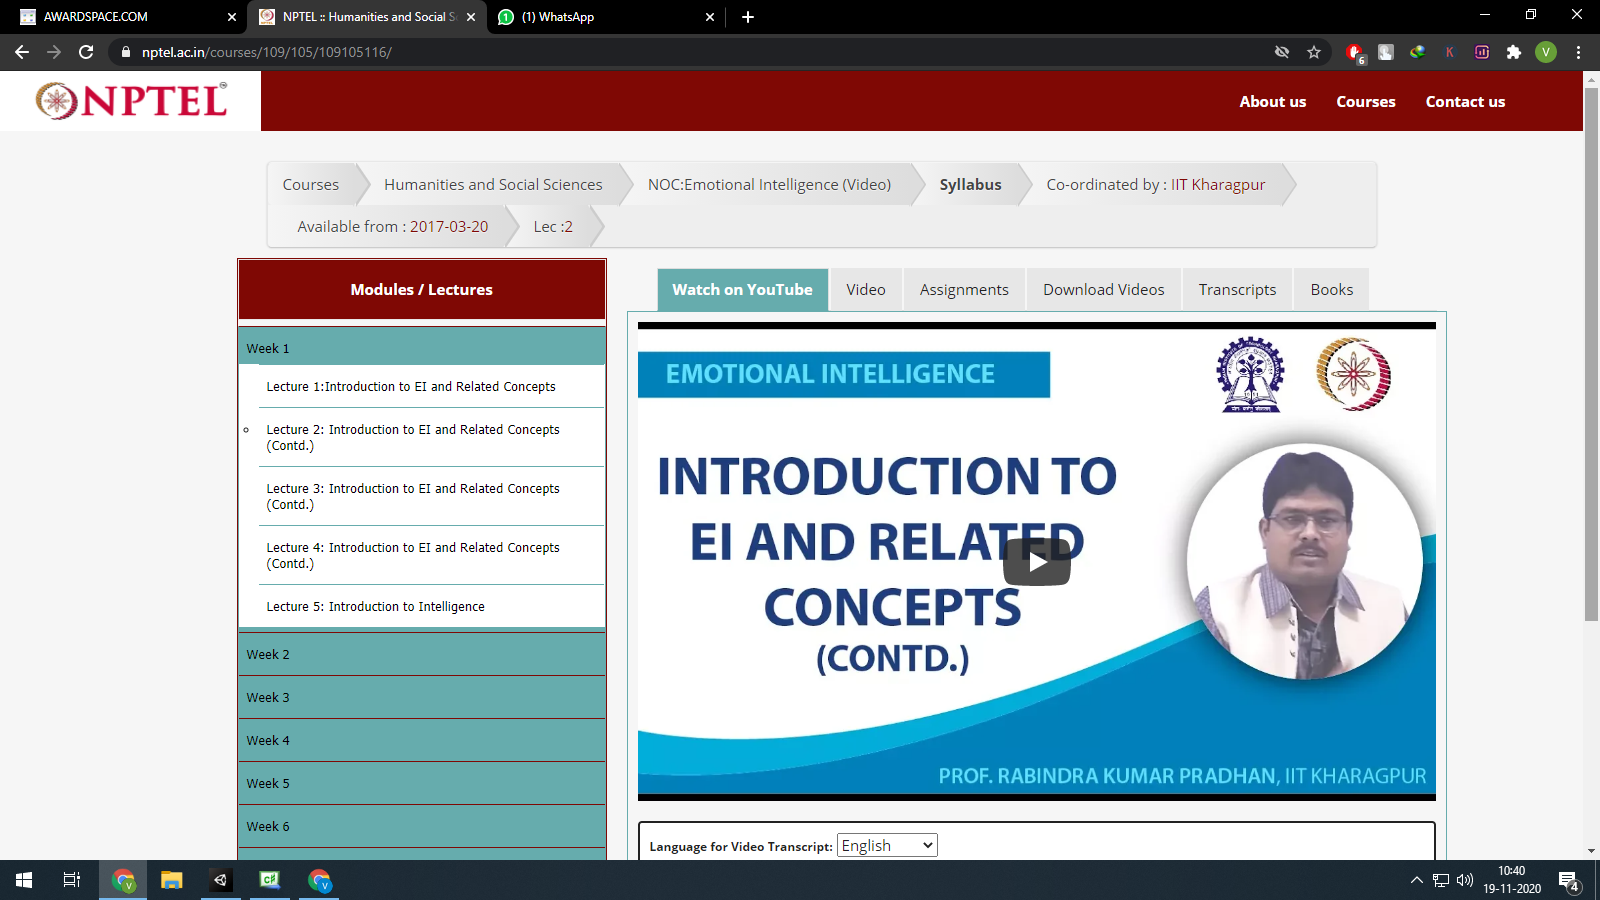 AWARDSPACE.COM
NPTEL :: Humanities and Social S
(1) WhatsApp
nptel.ac.in/courses/109/105/109105116/
6
K
V
NPTEL
About us
Courses
Contact us
Courses
Humanities and Social Sciences
NOC:Emotional Intelligence (Video)
Syllabus
Co-ordinated by : IIT Kharagpur
Available from : 2017-03-20
Lec :2
Modules / Lectures
Week 1
Lecture 1:Introduction to EI and Related Concepts
Lecture 2: Introduction to EI and Related Concepts
(Contd.)
Lecture 3: Introduction to EI and Related Concepts
(Contd.)
Lecture 4: Introduction to EI and Related Concepts
(Contd.)
Lecture 5: Introduction to Intelligence
Week 2
Week 3
Week 4
Week 5
Week 6
Watch on YouTube
Video
Assignments
Download Videos
Transcripts
Books
EMOTIONAL INTELLIGENCE
INTRODUCTION TO
EI AND RELATED
CONCEPTS
(CONTD.)
PROF. RABINDRA KUMAR PRADHAN, IIT KHARAGPUR
Language for Video Transcript: English
10:40
19-11-2020
4